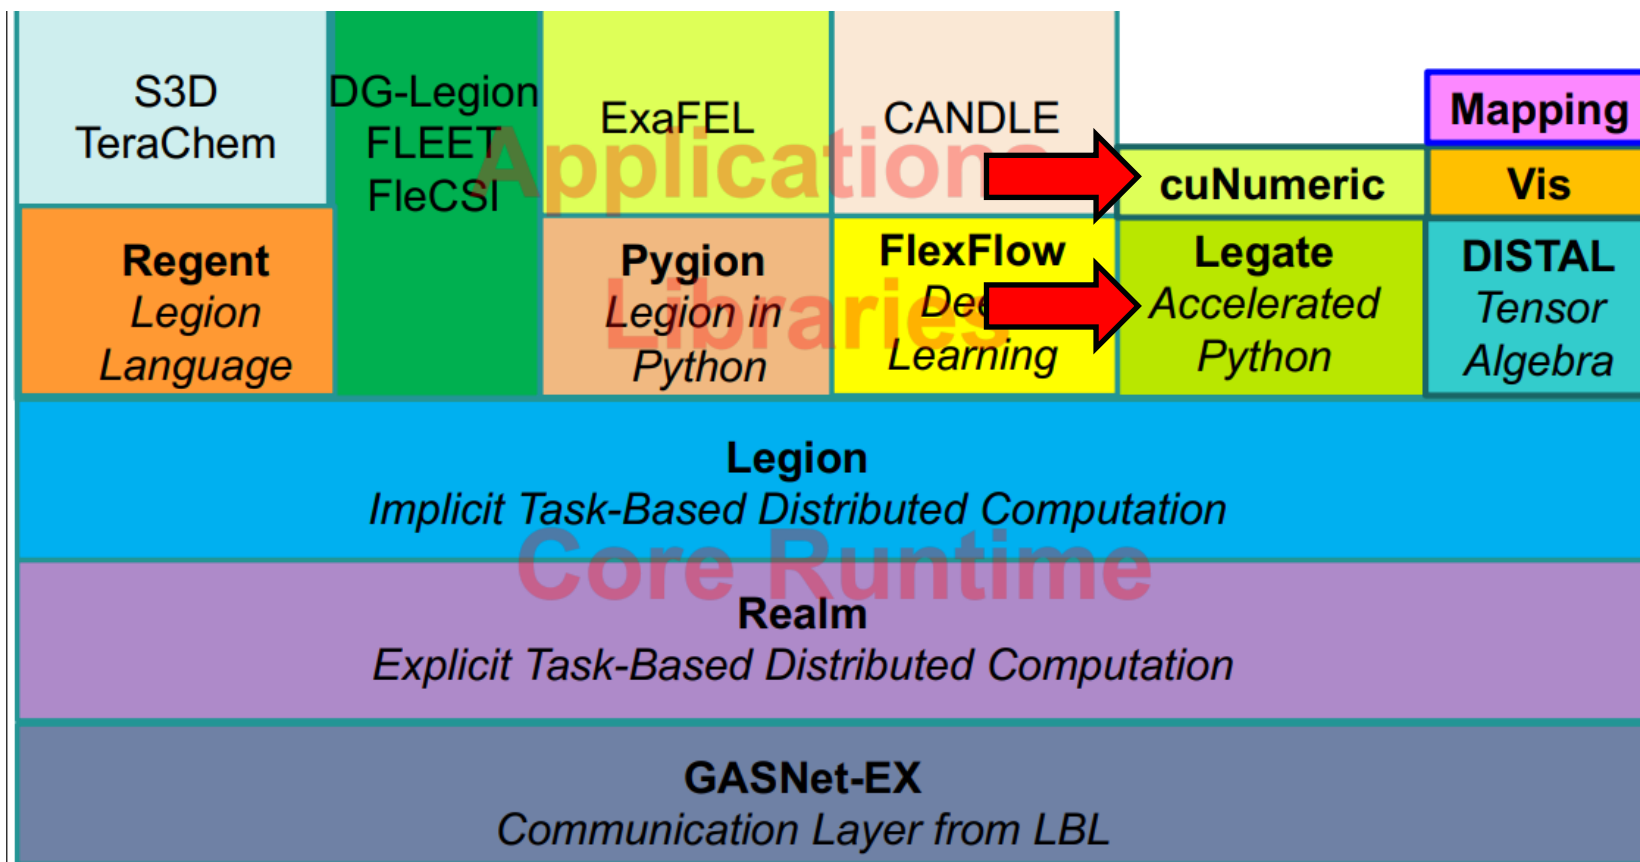 S3D
TeraChem
DG-Legion
FLEET
FleCSI
ExaFEL
CANDLE
Applications
cuNumeric
Mapping
Vis
Regent
Legion
Language
Pygion
Legion in
Python
FlexFlow
Dee
Learning
Libraries
Legate
Accelerated
Python
DISTAL
Tensor
Algebra
Legion
Implicit Task-Based Distributed Computation
Core Runtime
Realm
Explicit Task-Based Distributed Computation
GASNet-EX
Communication Layer from LBL